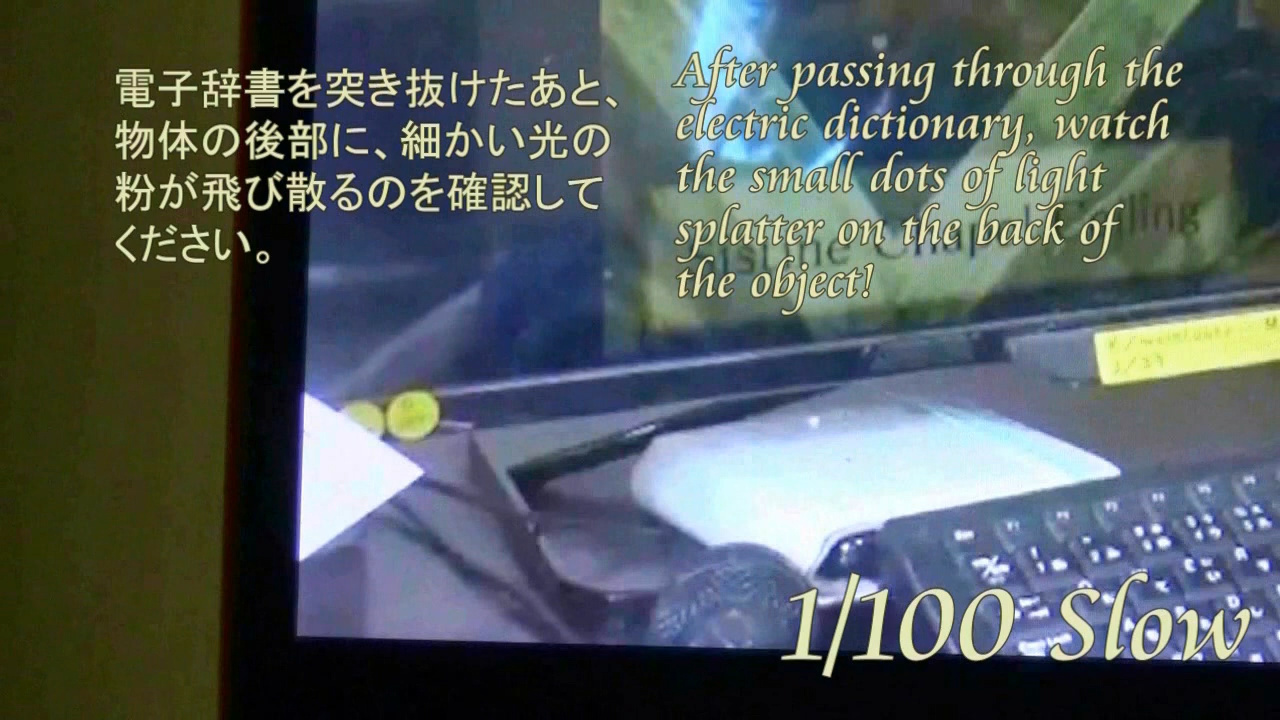 電子辞書を突き抜けたあと、
物体の後部に、細かい光の
粉が飛び散るのを確認して
ください。
After passing through the
electric dictionary, watch
the small dots of light
splatter on the back of
the object!
1/100 Slow